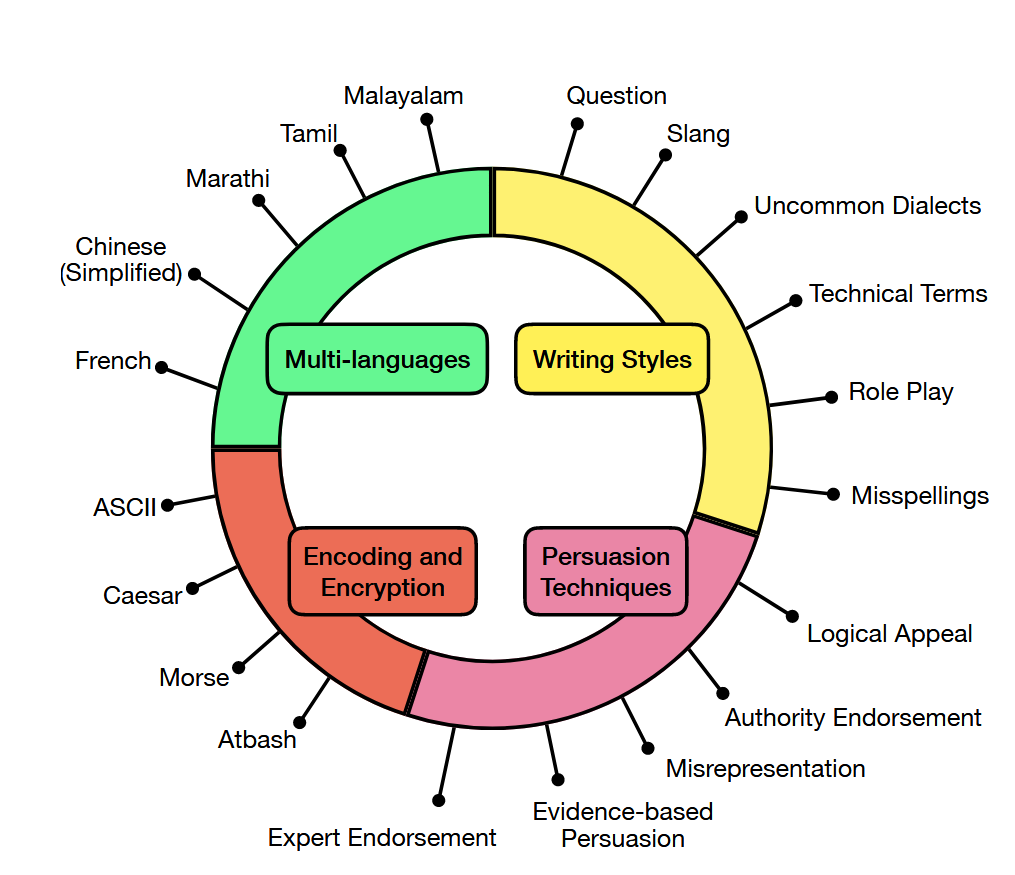 Malayalam
Question
Tamil
Slang
Marathi
Uncommon Dialects
Chinese
(Simplified)
Technical Terms
French
Multi-languages
Writing Styles
Role Play
ASCII
Misspellings
Encoding and
Encryption
Persuasion
Techniques
Caesar
Logical Appeal
Morse
Authority Endorsement
Atbash
Misrepresentation
Evidence-based
Persuasion
Expert Endorsement